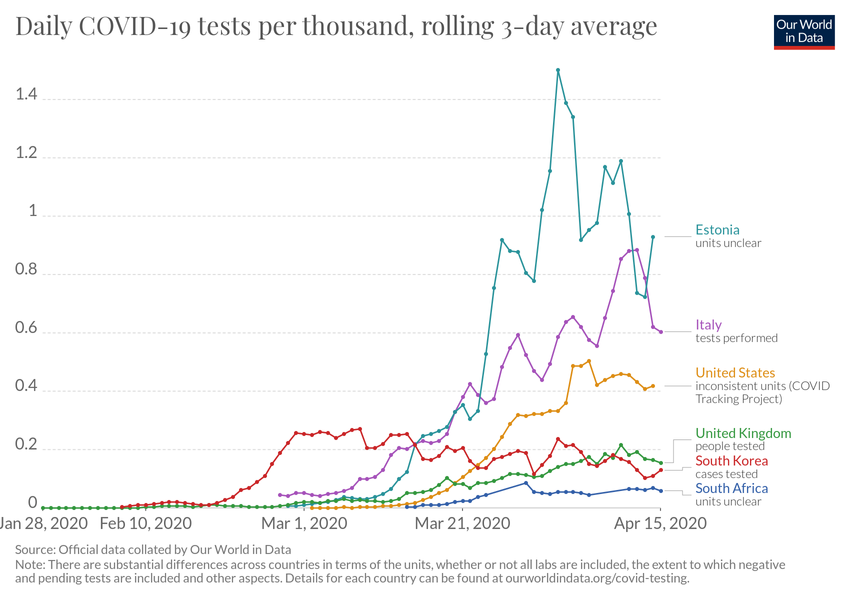 Daily COVID-19 tests per thousand, rolling 3-day average
Our World
in Data
1.4
1.2
1
0.8
0.6
0.4
0.2
0
Estonia
units unclear
Italy
tests performed
United States
inconsistent units (COVID
Tracking Project)
United Kingdom
people tested
South Korea
cases tested
South Africa
units unclear
Jan 28, 2020 Feb 10, 2020 Mar 1, 2020 Mar 21, 2020 Apr 15, 2020
Source: Official data collated by Our World in Data
Note: There are substantial differences across countries in terms of the units, whether or not all labs are included, the extent to which negative
and pending tests are included and other aspects. Details for each country can be found at ourworldindata.org/covid-testing.